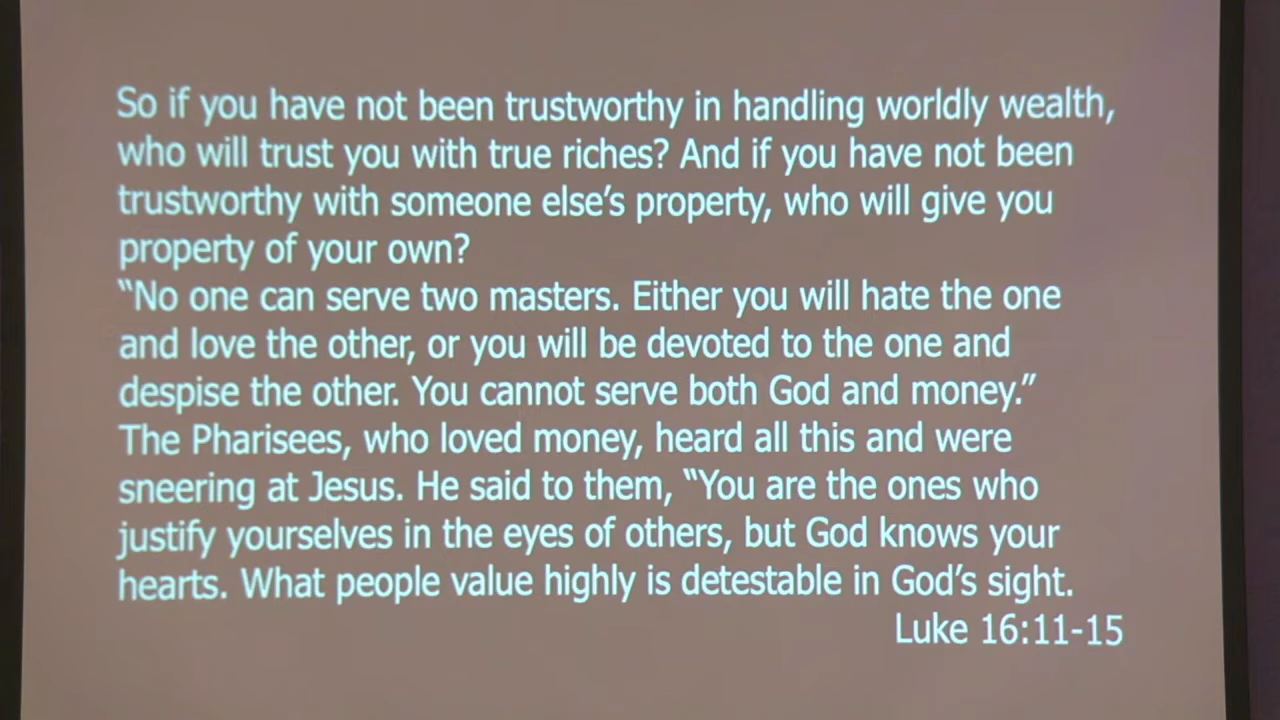 So if you have not been trustworthy in handling worldly wealth,
who will trust you with true riches? And if you have not been
trustworthy with someone else’s property, who will give you
property of your own?
“No one can serve two masters. Either you will hate the one
and love the other, or you will be devoted to the one and
despise the other. You cannot serve both God and money.”
The Pharisees, who loved money, heard all this and were
sneering at Jesus. He said to them, “You are the ones who
justify yourselves in the eyes of others, but God knows your
hearts. What people value highly is detestable in God’s sight.
Luke 16:11-15